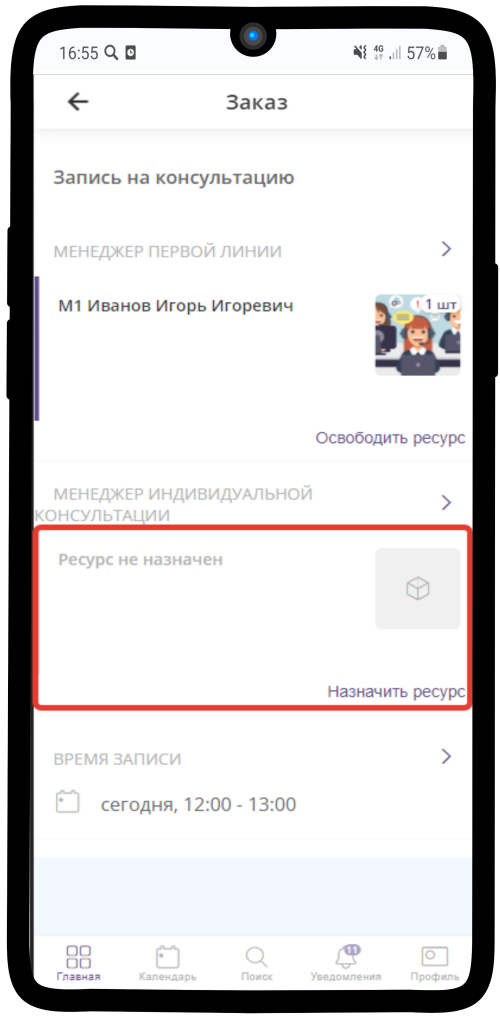 16:55
4G
57%
Заказ
Запись на консультацию
МЕНЕДЖЕР ПЕРВОЙ ЛИНИИ
М1 Иванов Игорь Игоревич
1 шт
Освободить ресурс
МЕНЕДЖЕР ИНДИВИДУАЛЬНОЙ
КОНСУЛЬТАЦИИ
Ресурс не назначен
Назначить ресурс
ВРЕМЯ ЗАПИСИ
сегодня, 12:00 - 13:00
11
Главная
Календарь
Поиск
Уведомления
Профиль